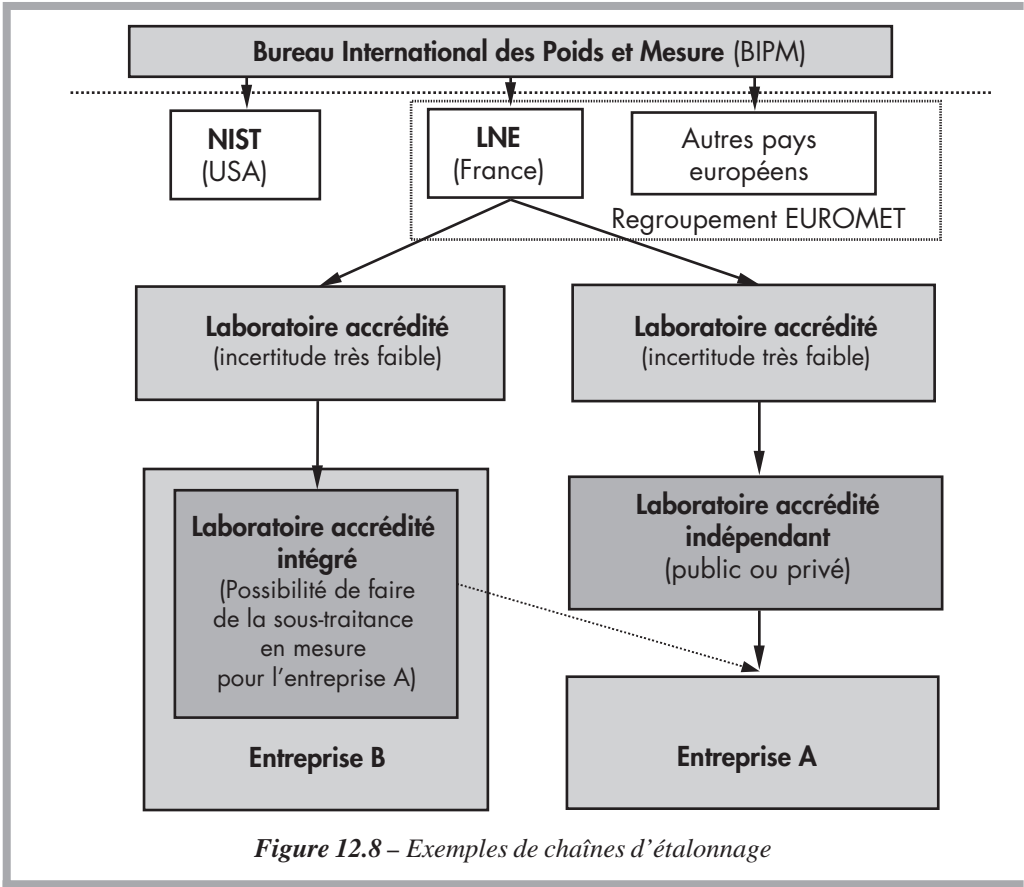 Bureau International des Poids et Mesure (BIPM)
NIST
(USA)
LNE
(France)
Autres pays
européens
Regroupement EUROMET
Laboratoire accrédité
(incertitude très faible)
Laboratoire accrédité
(incertitude très faible)
Laboratoire accrédité
intégré
(Possibilité de faire
de la sous-traitance
en mesure
pour l'entreprise A)
Entreprise B
Laboratoire accrédité
indépendant
(public ou privé)
Entreprise A
Figure 12.8 – Exemples de chaînes d'étalonnage